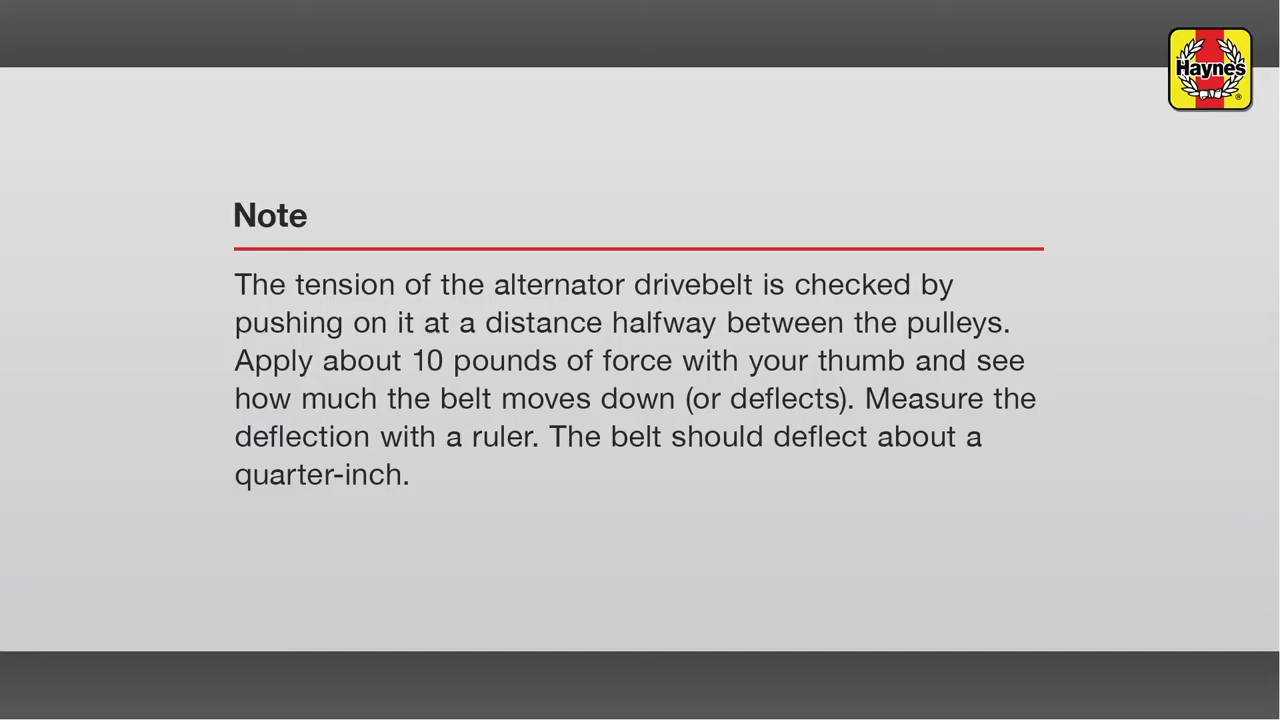 Haynes
Note
The tension of the alternator drivebelt is checked by
pushing on it at a distance halfway between the pulleys.
Apply about 10 pounds of force with your thumb and see
how much the belt moves down (or deflects). Measure the
deflection with a ruler. The belt should deflect about a
quarter-inch.